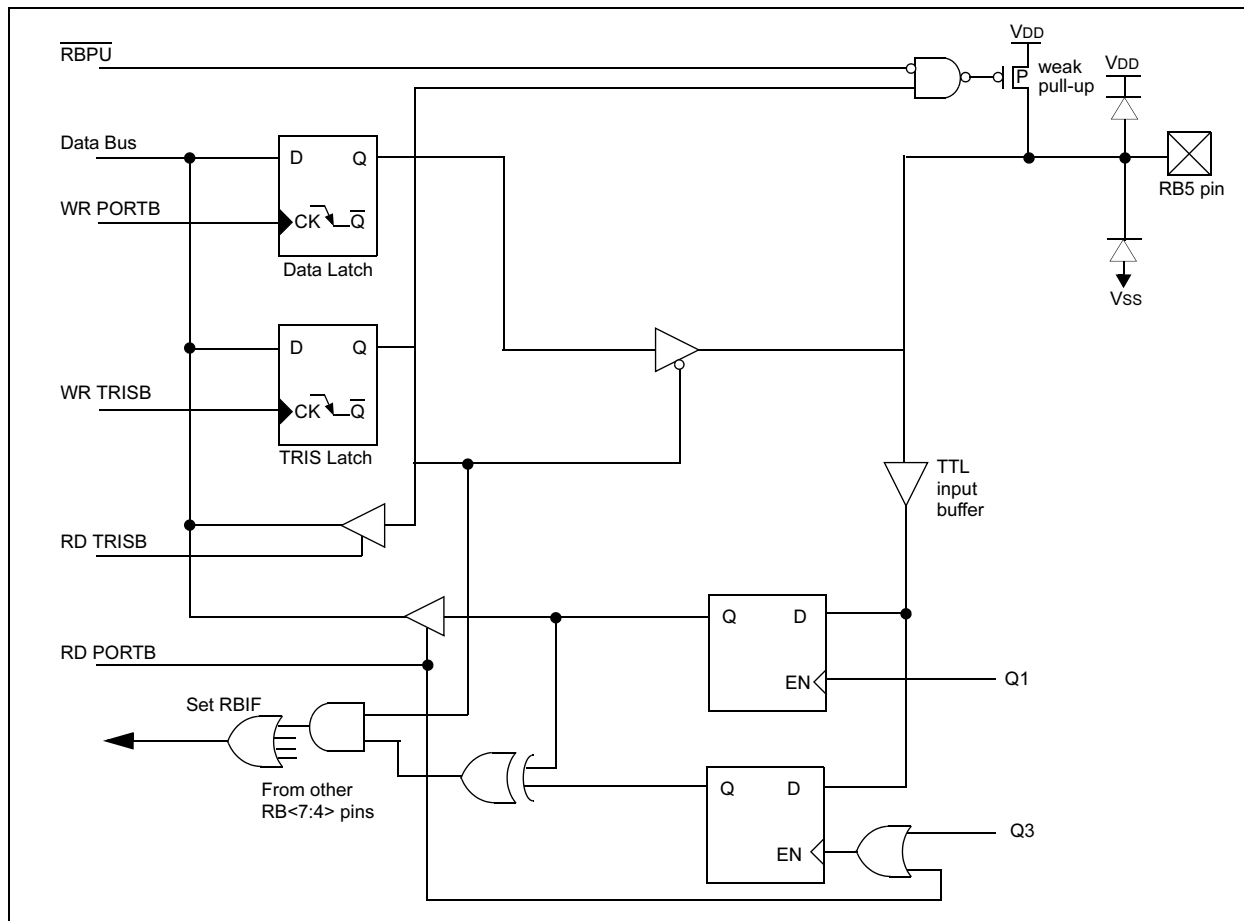 RBPU
VDD
weak
pull-up
P
VDD
Data Bus
D
Q
RB5 pin
WR PORTB
CK
Q
Data Latch
VSS
D
Q
WR TRISB
CK
Q
TRIS Latch
TTL
input
buffer
RD TRISB
Q
D
RD PORTB
EN
Q1
Set RBIF
From other
RB<7:4> pins
Q
D
Q3
EN